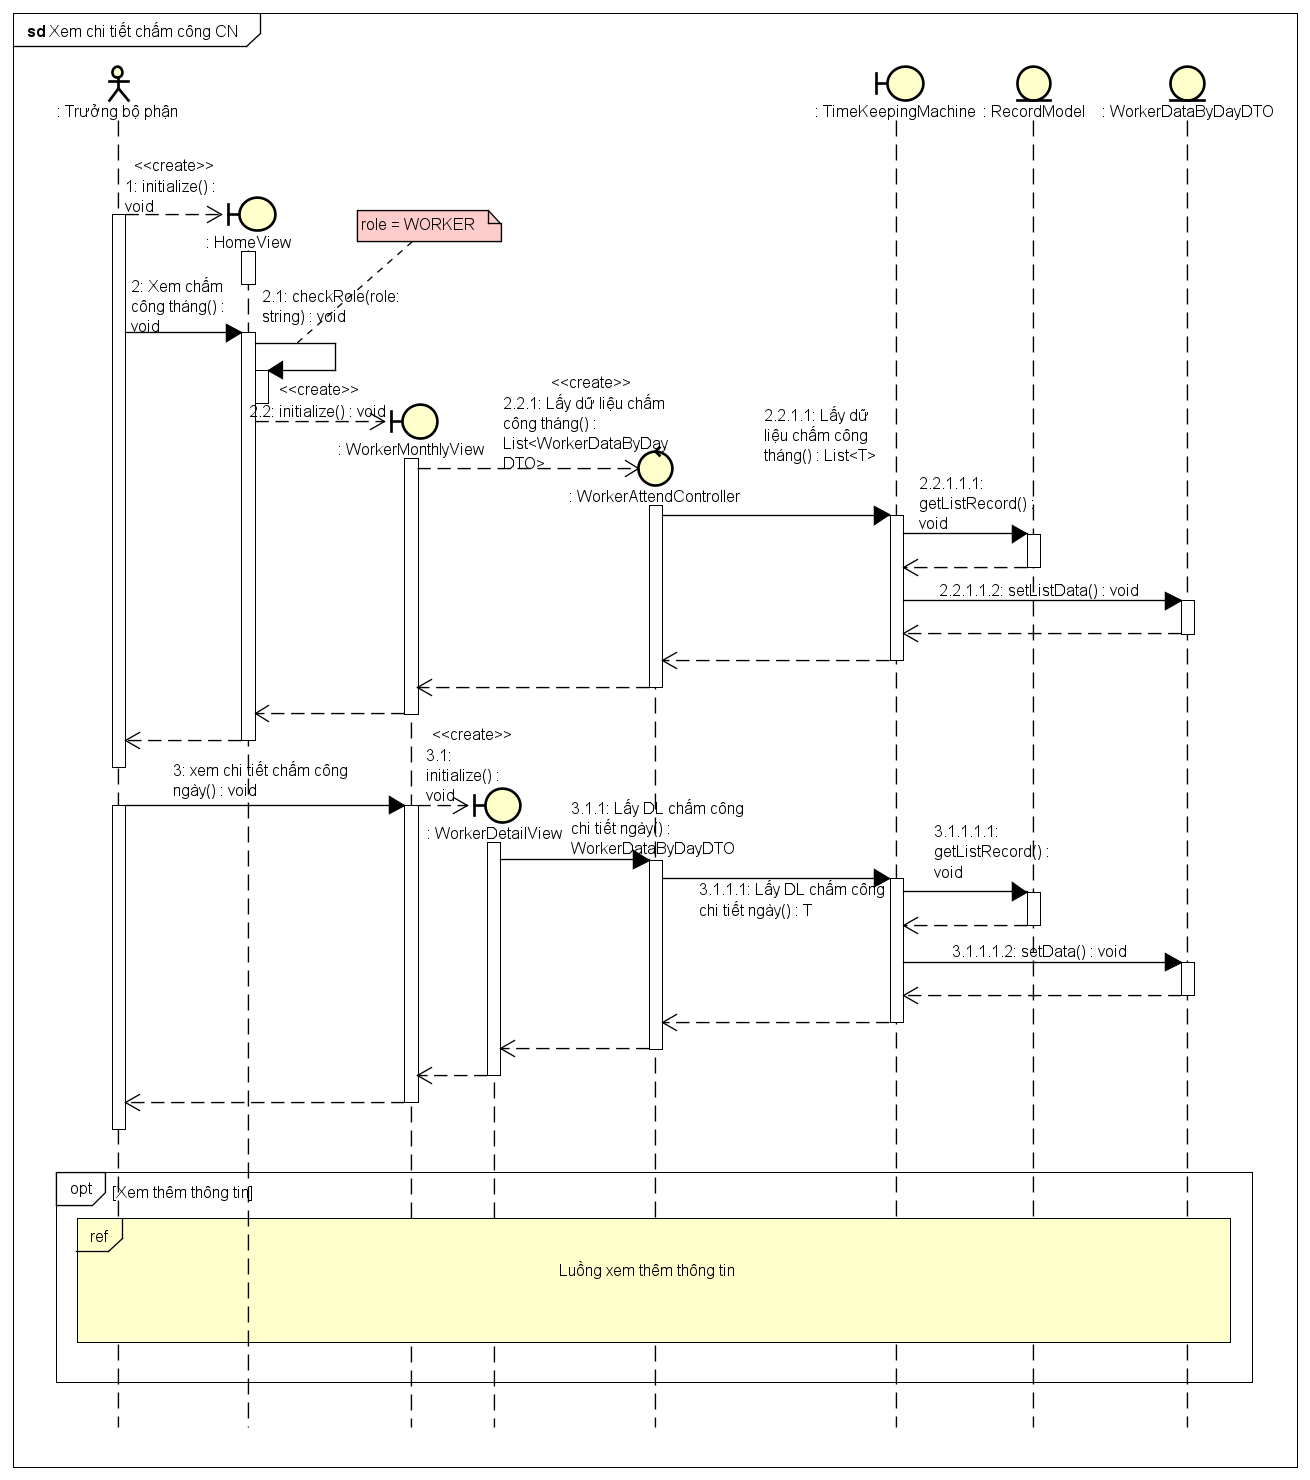 sd Xem chi tiết chấm công CN
: Trưởng bộ phận
: TimeKeepingMachine
: RecordModel
: WorkerDataByDayDTO
<<create>>
1: initialize() :
void
: HomeView
role = WORKER
2: Xem chấm
công tháng() :
void
2.1: checkRole(role:
string) : void
<<create>>
2.2: initialize() : void
: WorkerMonthlyView
<<create>>
2.2.1: Lấy dữ liệu chấm
công tháng() :
List<WorkerDataByDay
DTO>
: WorkerAttendController
2.2.1.1: Lấy dữ
liệu chấm công
tháng() : List<T>
2.2.1.1.1:
getListRecord() :
void
2.2.1.1.2: setListData() : void
<<create>>
3.1:
initialize() :
void
3: xem chi tiết chấm công
ngày() : void
: WorkerDetailView
3.1.1: Lấy DL chấm công
chi tiết ngày() :
WorkerDataByDayDTO
3.1.1.1: Lấy DL chấm công
chi tiết ngày() : T
3.1.1.1.1:
getListRecord() :
void
3.1.1.1.2: setData() : void
opt
[Xem thêm thông tin]
ref
Luồng xem thêm thông tin